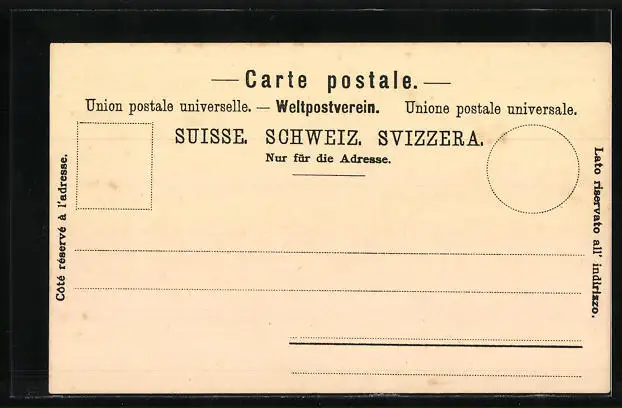 — Carte postale. —
Union postale universelle. — Weltpostverein. Unione postale universale.
SUISSE. SCHWEIZ. SVIZZERA.
Nur für die Adresse.
Côté réservé à l'adresse.
Lato riservato all' indirizzo.